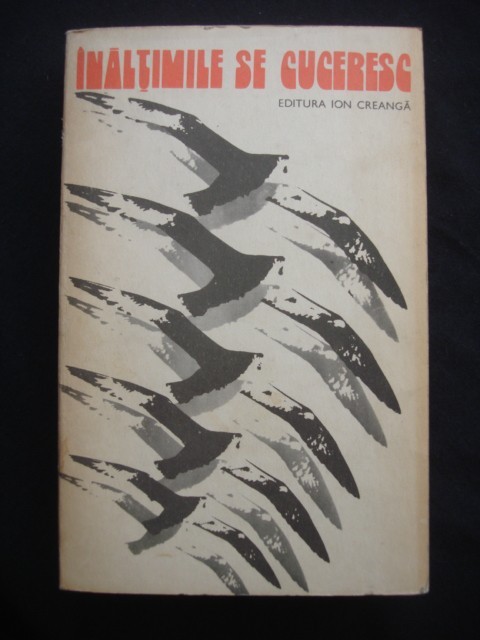 ÎNĂLȚIMILE SE CUCERESC
EDITURA ION CREANGĂ